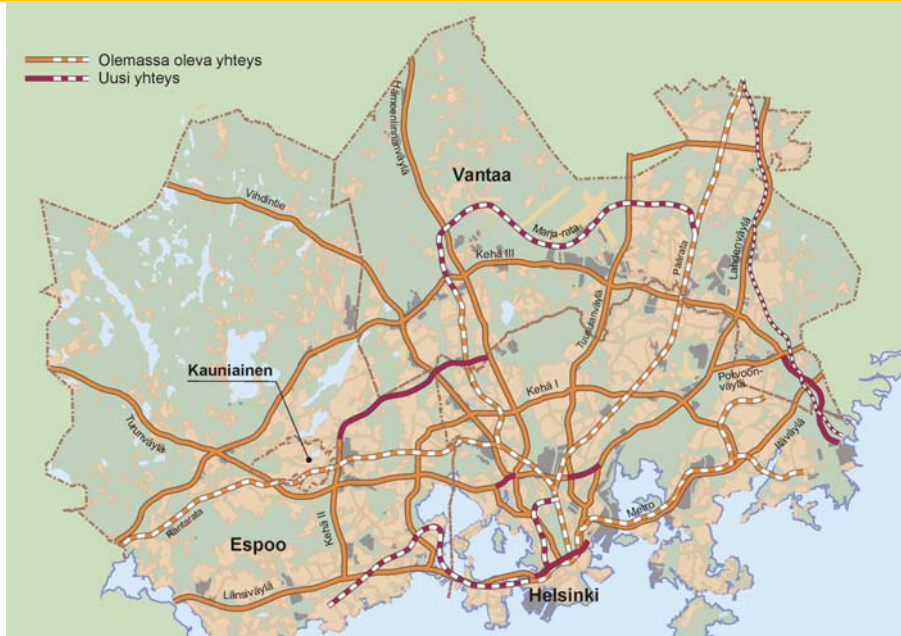 Olemassa oleva yhteys
Uusi yhteys
Hämeenlinnanväylä
Vantaa
Vihdintie
Marja-rata
Kehä III
Päärata
Lahdenväylä
Tuusulanväylä
Kauniainen
Kehä I
Porvoon-
väylä
Turunväylä
Itäväylä
Rantarata
Kehä II
Metro
Espoo
Länsiväylä
Helsinki